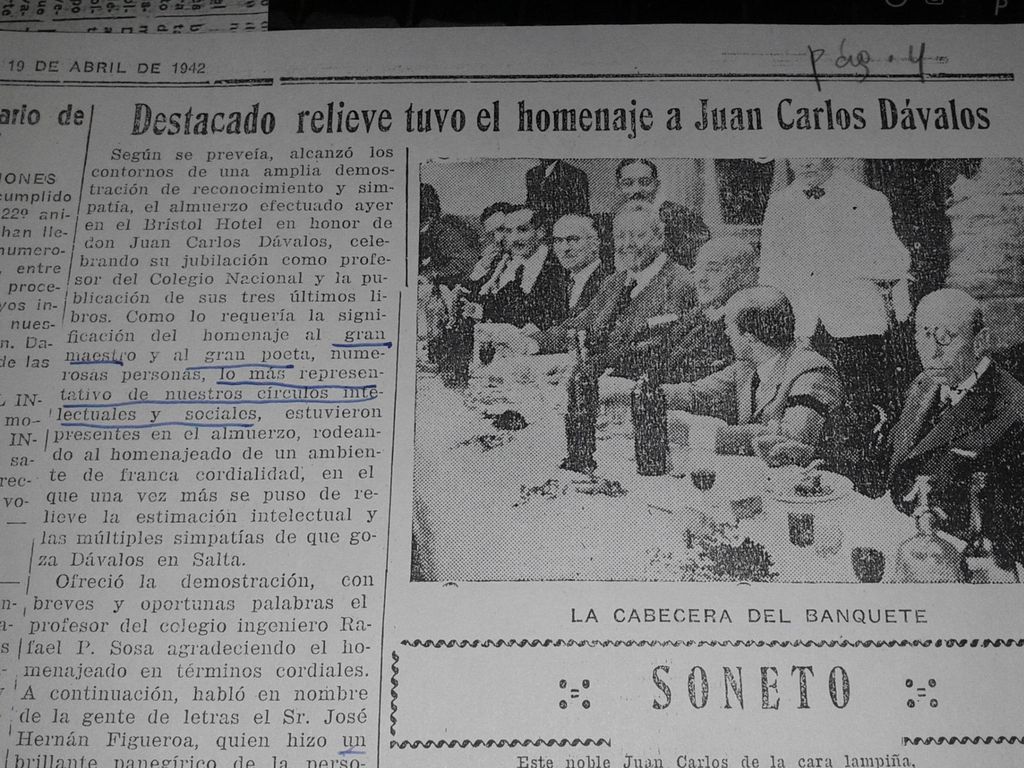 19 DE ABRIL DE 1942
pág. 4
Destacado relieve tuvo el homenaje a Juan Carlos Dávalos
ario de
IONES
cumplido
22º ani-
han lle-
numero-
, entre
proce-
yos in-
nues-
n. Da-
de las
L IN-
mo-
IN-
sa-
rec-
vo-
Según se preveía, alcanzó los
contornos de una amplia demos-
tración de reconocimiento y sim-
patía, el almuerzo efectuado ayer
en el Bristol Hotel en honor de
don Juan Carlos Dávalos, cele-
brando su jubilación como profe-
sor del Colegio Nacional y la pu-
blicación de sus tres últimos li-
bros. Como lo requería la signi-
ficación del homenaje al gran
maestro y al gran poeta, nume-
rosas personas, lo más represen-
tativo de nuestros círculos inte-
lectuales y sociales, estuvieron
presentes en el almuerzo, rodean-
do al homenajeado de un ambien-
te de franca cordialidad, en el
que una vez más se puso de re-
lieve la estimación intelectual y
las múltiples simpatías de que go-
za Dávalos en Salta.
Ofreció la demostración, con
breves y oportunas palabras el
profesor del colegio ingeniero Ra-
fael P. Sosa agradeciendo el ho-
menajeado en términos cordiales.
A continuación, habló en nombre
de la gente de letras el Sr. José
Hernán Figueroa, quien hizo un
brillante panegírico de la perso-
LA CABECERA DEL BANQUETE
SONETO
Este noble Juan Carlos de la cara lampiña,